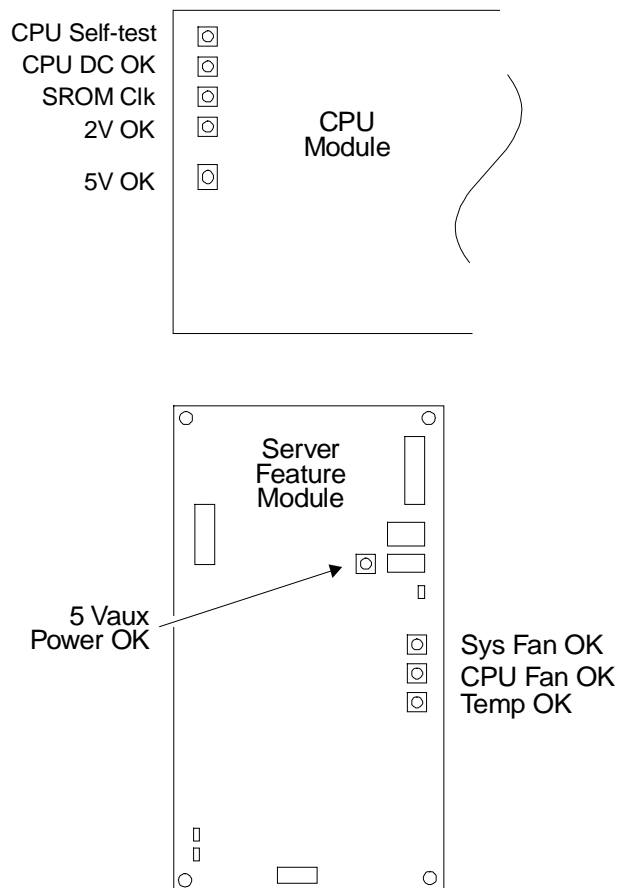 CPU Self-test
CPU DC OK
SROM Clk
2V OK
5V OK
CPU
Module
Server
Feature
Module
5 Vaux
Power OK
Sys Fan OK
CPU Fan OK
Temp OK